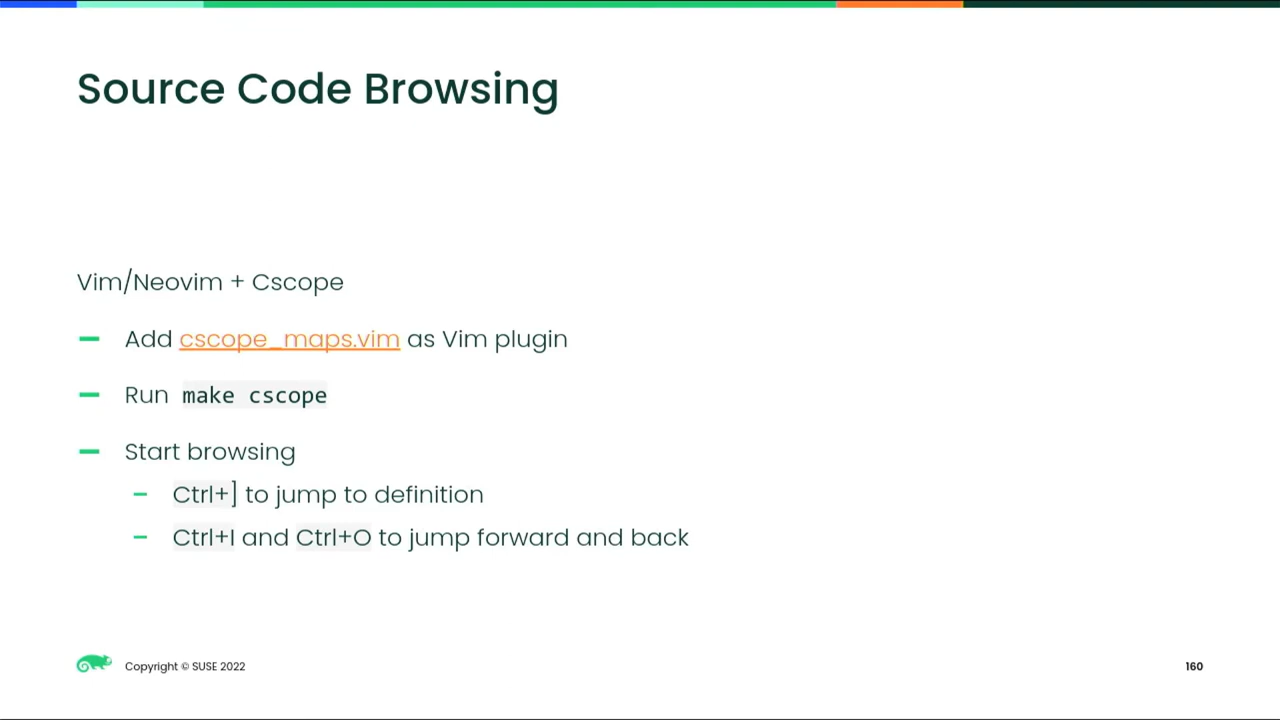 Source Code Browsing
Vim/Neovim + Cscope
Add cscope_maps.vim as Vim plugin
Run make cscope
Start browsing
Ctrl+] to jump to definition
Ctrl+I and Ctrl+O to jump forward and back
Copyright © SUSE 2022
160